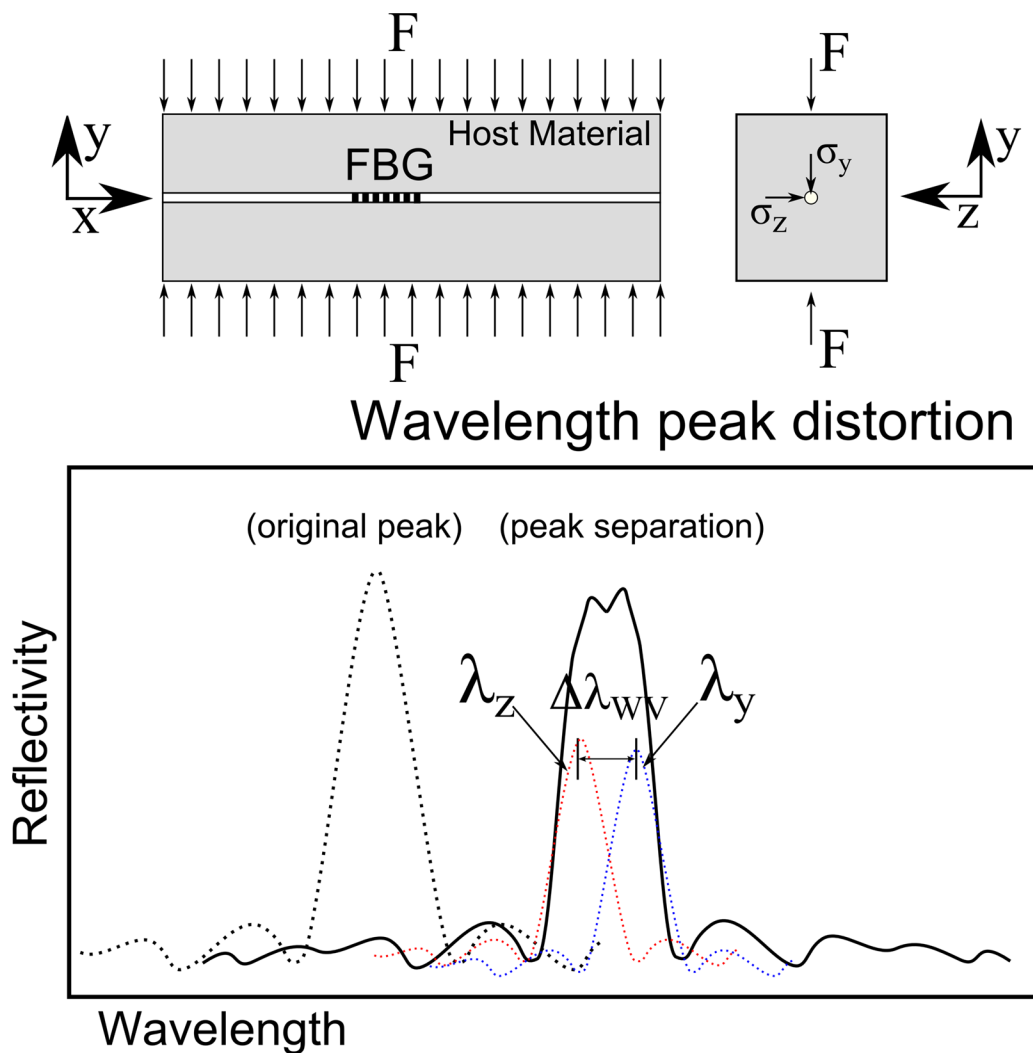 F
F
y
Host Material
y
FBG
σy
σz
x
z
F
F
Wavelength peak distortion
(original peak) (peak separation)
λz Δλwv λy
Reflectivity
Wavelength